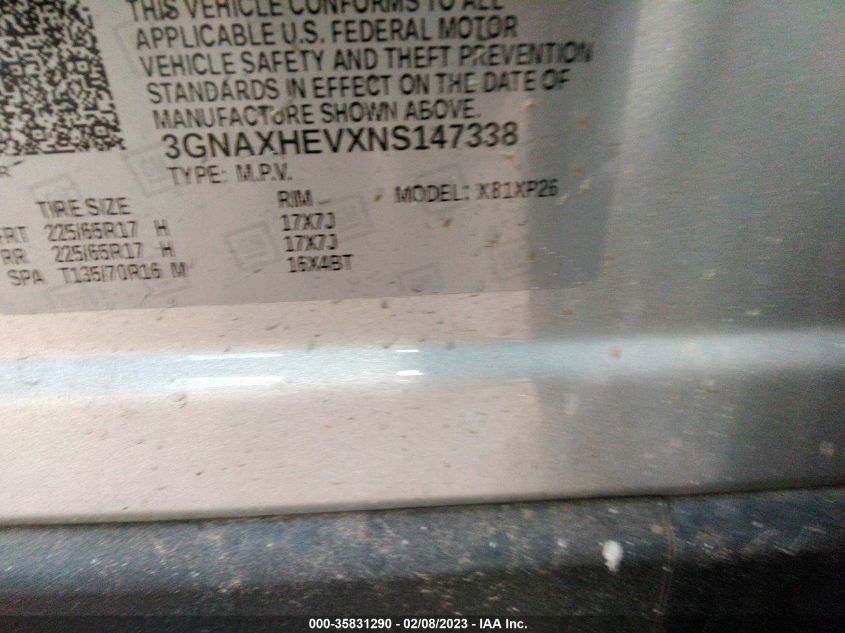 THIS VEHICLE CONFORMS TO ALL
APPLICABLE U.S. FEDERAL MOTOR
VEHICLE SAFETY AND THEFT PREVENTION
STANDARDS IN EFFECT ON THE DATE OF
MANUFACTURE SHOWN ABOVE.
3GNAXHEVXNS147338
TYPE: M.P.V.
MODEL: XB1XP26
TIRE SIZE RIM
FRT 225/65R17 H 17X7J
RR 225/65R17 H 17X7J
SPA T135/70R16 M 16X4BT
000-35831290 - 02/08/2023 - IAA Inc.